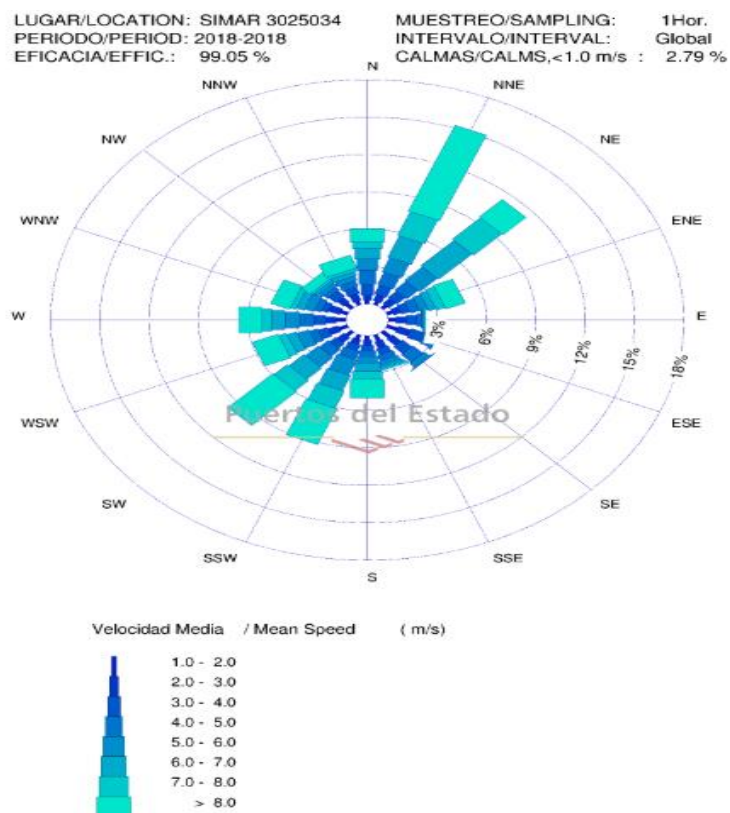 LUGAR/LOCATION: SIMAR 3025034 MUESTREO/SAMPLING: 1Hor.
PERIODO/PERIOD: 2018-2018 INTERVALO/INTERVAL: Global
EFICACIA/EFFIC.: 99.05 % CALMAS/CALMS,<1.0 m/s : 2.79 %
N
NNW NNE
NW NE
WNW ENE
W E
3% 6% 9% 12% 15% 18%
Puertos del Estado
WSW ESE
SW SE
SSW SSE
S
Velocidad Media / Mean Speed ( m/s)
1.0 - 2.0
2.0 - 3.0
3.0 - 4.0
4.0 - 5.0
5.0 - 6.0
6.0 - 7.0
7.0 - 8.0
> 8.0